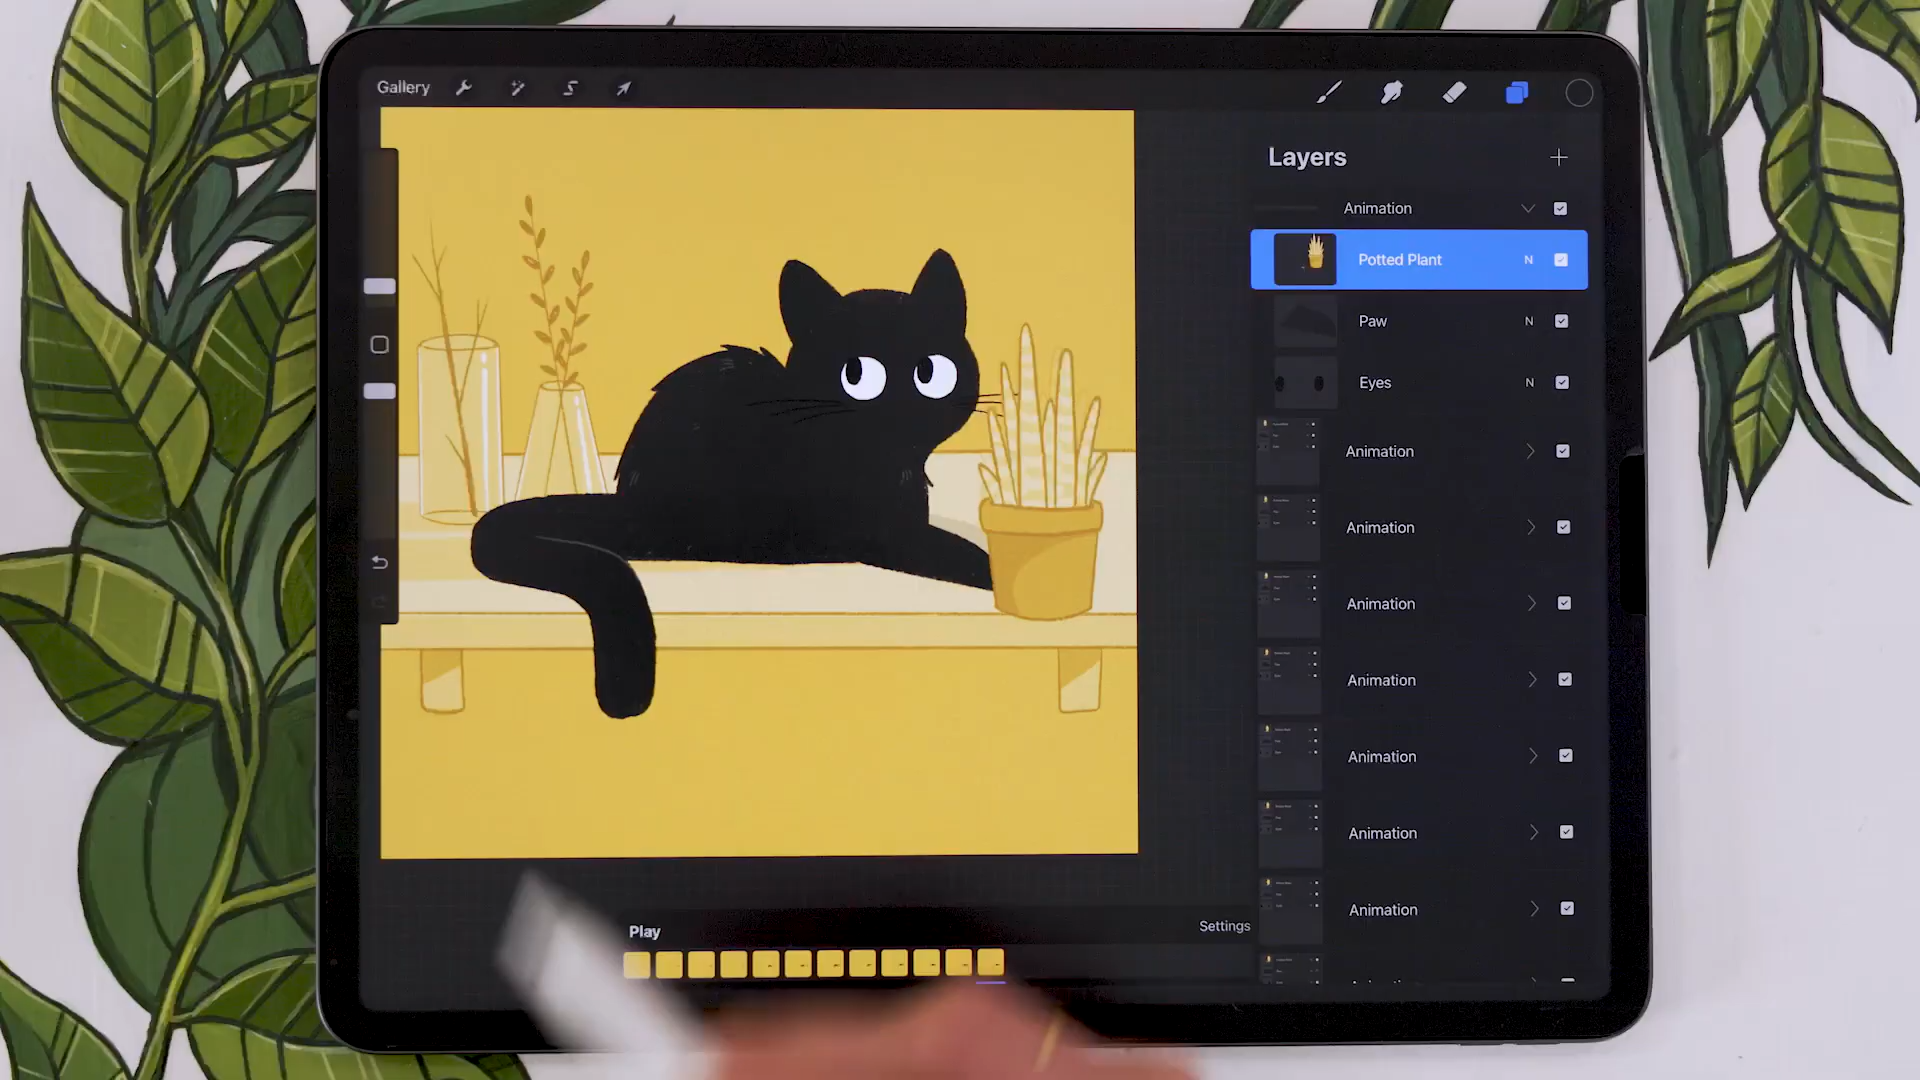 Gallery
Layers
Animation
Potted Plant N
Paw N
Eyes N
Animation
Animation
Animation
Animation
Animation
Animation
Animation
Play
Settings